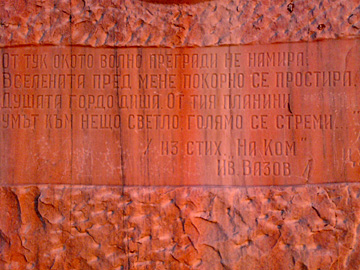 От тук окото волно прегради не намира!
Вселената пред мене покорно се простира
Душата гордо диша от тия планини
умът към нещо светло, голямо се стреми...
/ из стих. "На Ком"
Ив. Вазов /